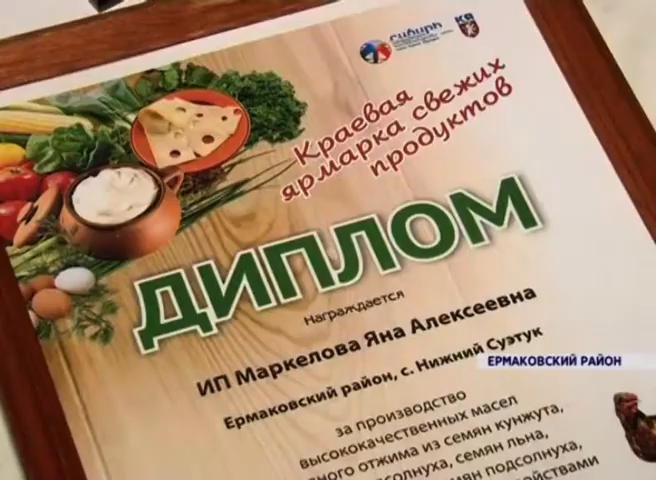 Сибирь
Краевая
ярмарка свежих
продуктов
ДИПЛОМ
Награждается
ИП Маркелова Яна Алексеевна
Ермаковский район, с. Нижний Суэтук
ЕРМАКОВСКИЙ РАЙОН
за производство
высококачественных масел
отжима из семян кунжута,
семян льна,
подсолнуха,